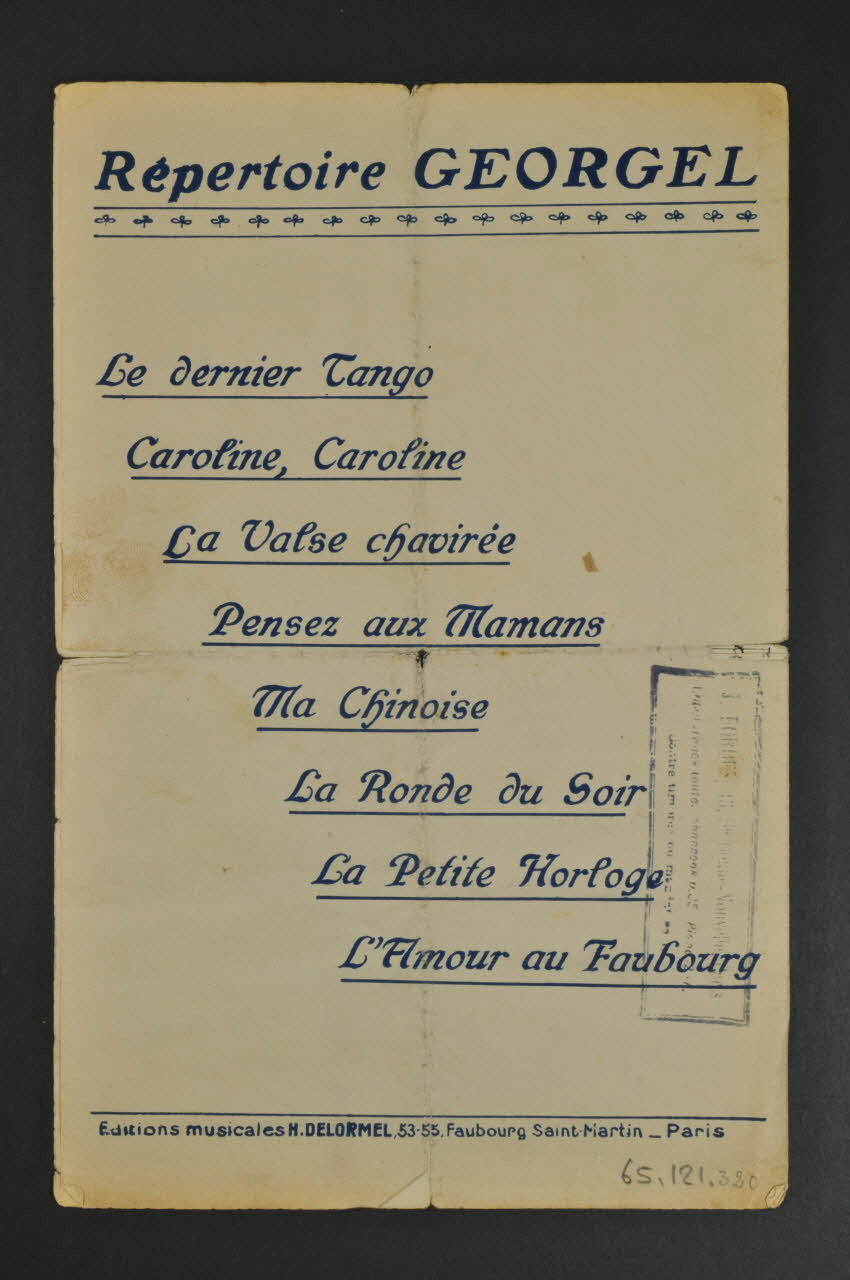 Répertoire GEORGEL
Le dernier Tango
Caroline, Caroline
La Valse chavirée
Pensez aux Mamans
Ma Chinoise
La Ronde du Soir
La Petite Horloge
L'Amour au Faubourg
Editions musicales H. DELORMEL, 53-55, Faubourg Saint-Martin _ Paris
65.121.320